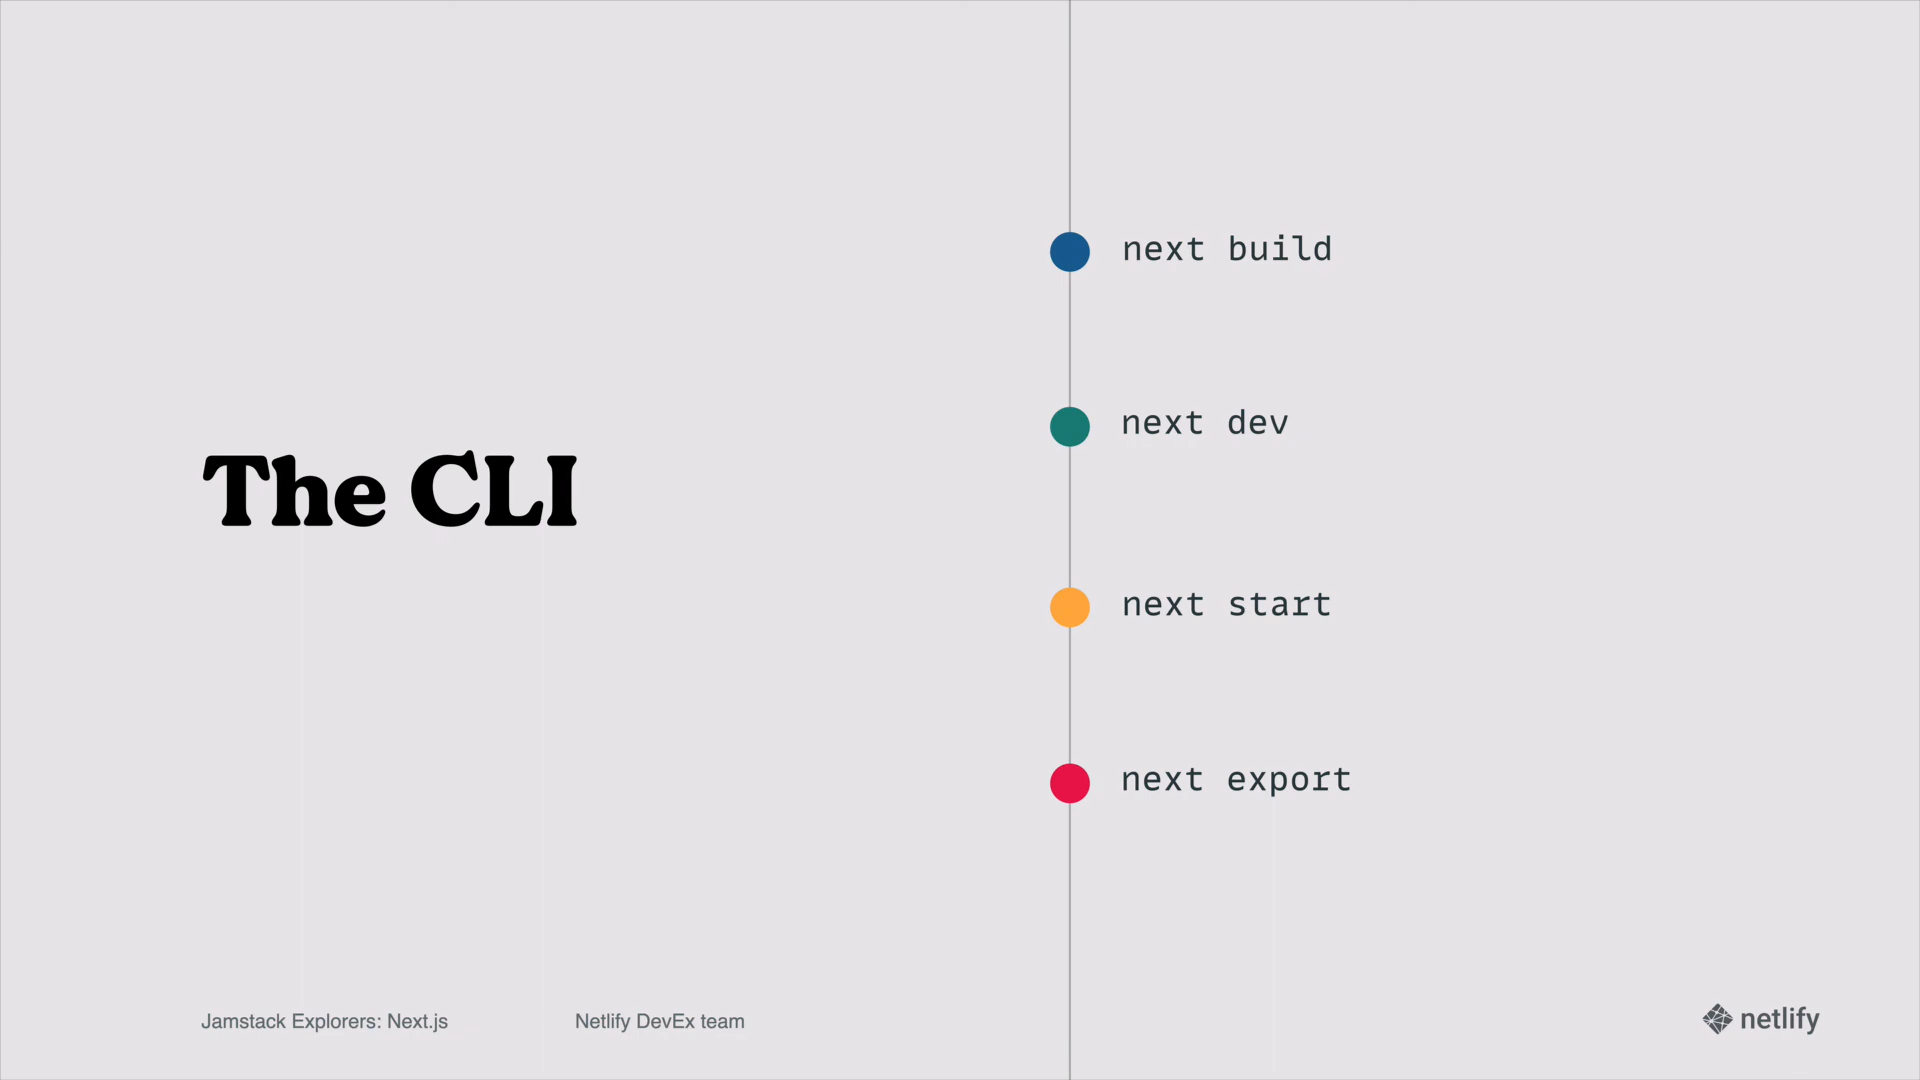 The CLI
next build
next dev
next start
next export
Jamstack Explorers: Next.js
Netlify DevEx team
netlify